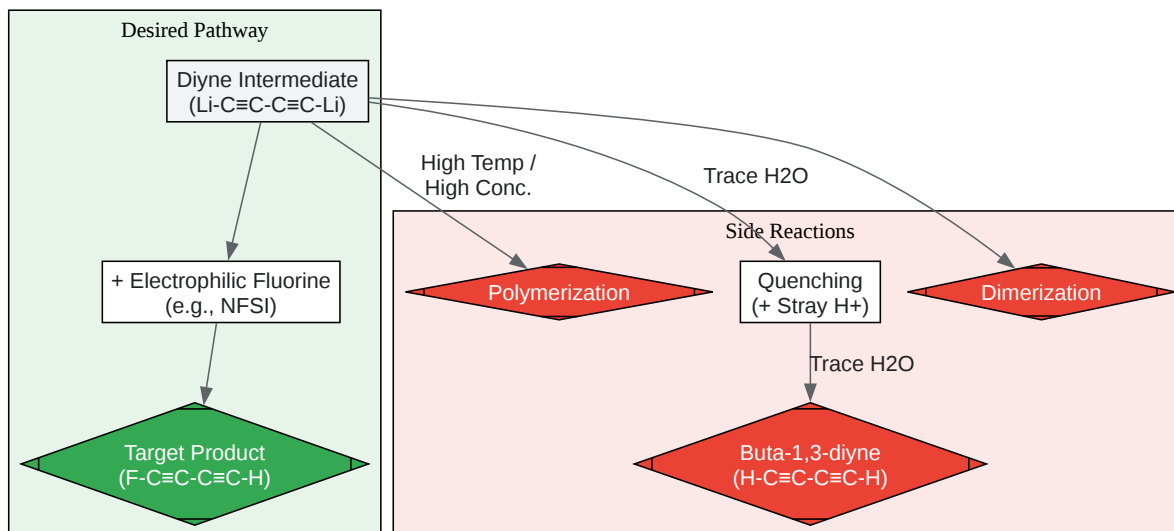 Desired Pathway
Diyne Intermediate
(Li-C≡C-C≡C-Li)
High Temp /
High Conc.
Trace H2O
Side Reactions
+ Electrophilic Fluorine
(e.g., NFSI)
Polymerization
Quenching
(+ Stray H+)
Dimerization
Trace H2O
Target Product
(F-C≡C-C≡C-H)
Buta-1,3-diyne
(H-C≡C-C≡C-H)